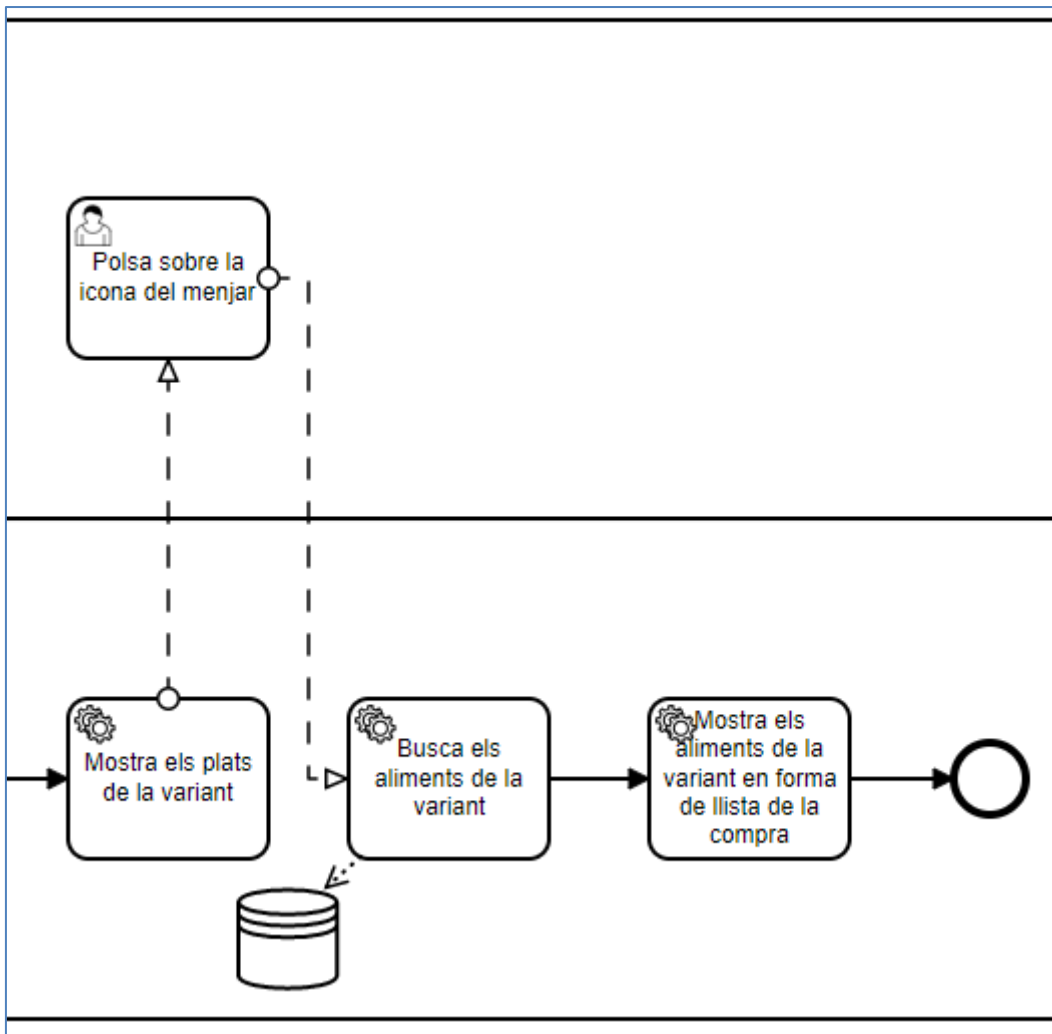 Polsa sobre la
icona del menjar
Mostra els plats
de la variant
Busca els
aliments de la
variant
Mostra els
aliments de la
variant en forma
de llista de la
compra